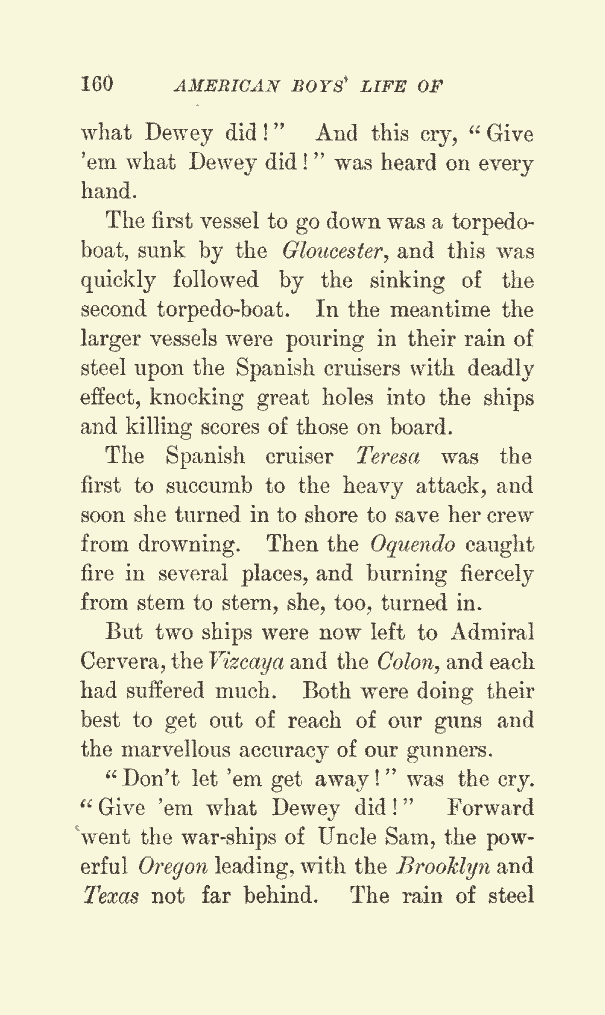 160 AMERICAN BOYS' LIFE OF
what Dewey did!" And this cry, "Give
'em what Dewey did!" was heard on every
hand.
The first vessel to go down was a torpedo-
boat, sunk by the Gloucester, and this was
quickly followed by the sinking of the
second torpedo-boat. In the meantime the
larger vessels were pouring in their rain of
steel upon the Spanish cruisers with deadly
effect, knocking great holes into the ships
and killing scores of those on board.
The Spanish cruiser Teresa was the
first to succumb to the heavy attack, and
soon she turned in to shore to save her crew
from drowning. Then the Oquendo caught
fire in several places, and burning fiercely
from stem to stern, she, too, turned in.
But two ships were now left to Admiral
Cervera, the Vizcaya and the Colon, and each
had suffered much. Both were doing their
best to get out of reach of our guns and
the marvellous accuracy of our gunners.
"Don't let 'em get away!" was the cry.
"Give 'em what Dewey did!" Forward
went the war-ships of Uncle Sam, the pow-
erful Oregon leading, with the Brooklyn and
Texas not far behind. The rain of steel